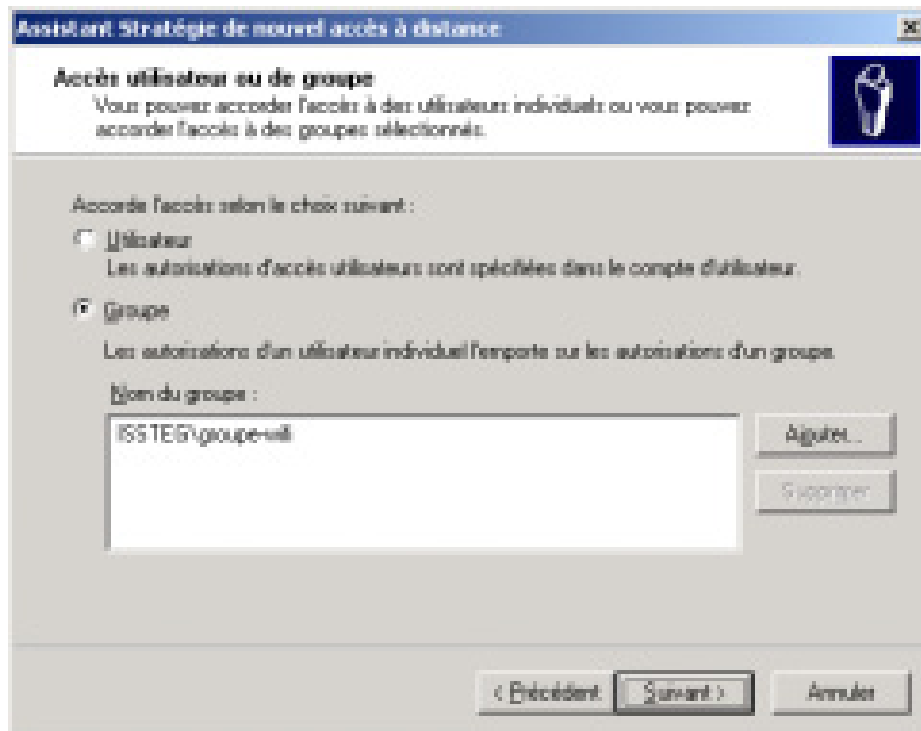 Assistant Stratégie de nouvel accès à distance
Accès utilisateur ou de groupe
Vous pouvez accorder l'accès à des utilisateurs individuels ou vous pouvez
accorder l'accès à des groupes sélectionnés.
Accorde l'accès selon le choix suivant :
Utilisateur
Les autorisations d'accès utilisateurs sont spécifiées dans le compte d'utilisateur.
Groupe
Les autorisations d'un utilisateur individuel l'emporte sur les autorisations d'un groupe.
Nom du groupe :
ISSTEG\groupe-wifi
Ajouter...
Supprimer
< Précédent
Suivant >
Annuler